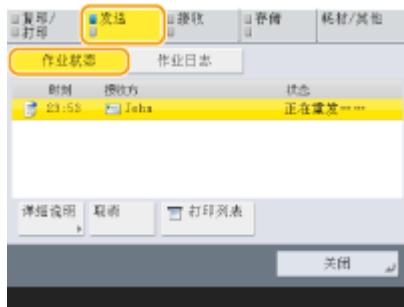 复印/打印 发送 接收 存储 耗材/其他
作业状态 作业日志
时刻 接收方 状态
23:53 John 正在重发……
详细说明 取消 打印列表
关闭